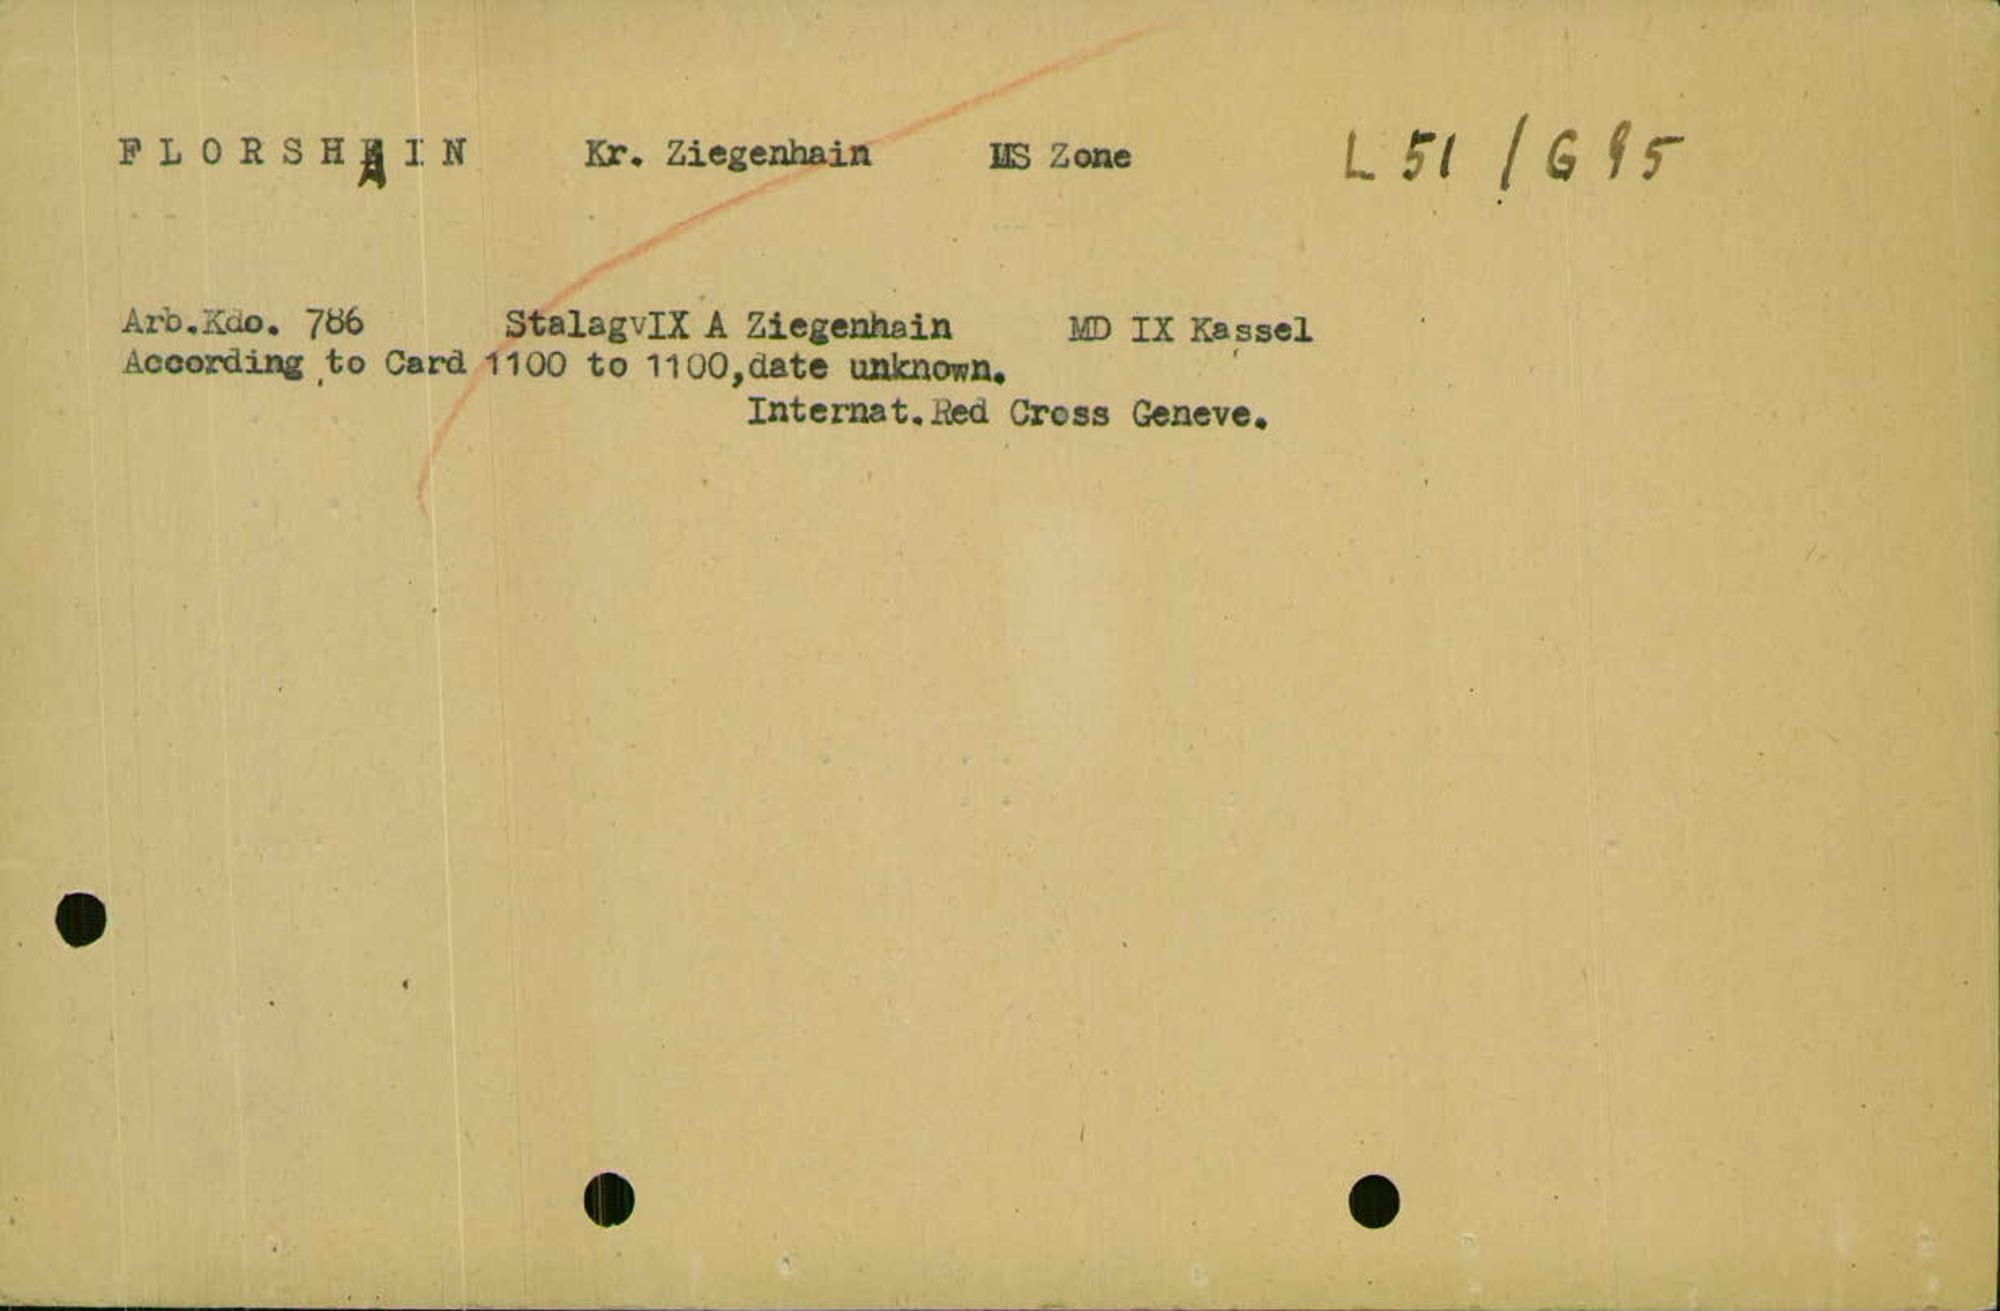 FLORSHAIN Kr. Ziegenhain US Zone L 51 / G 95
Arb.Kdo. 786 StalagvIX A Ziegenhain MD IX Kassel
According to Card 1100 to 1100,date unknown.
Internat.Red Cross Geneve.